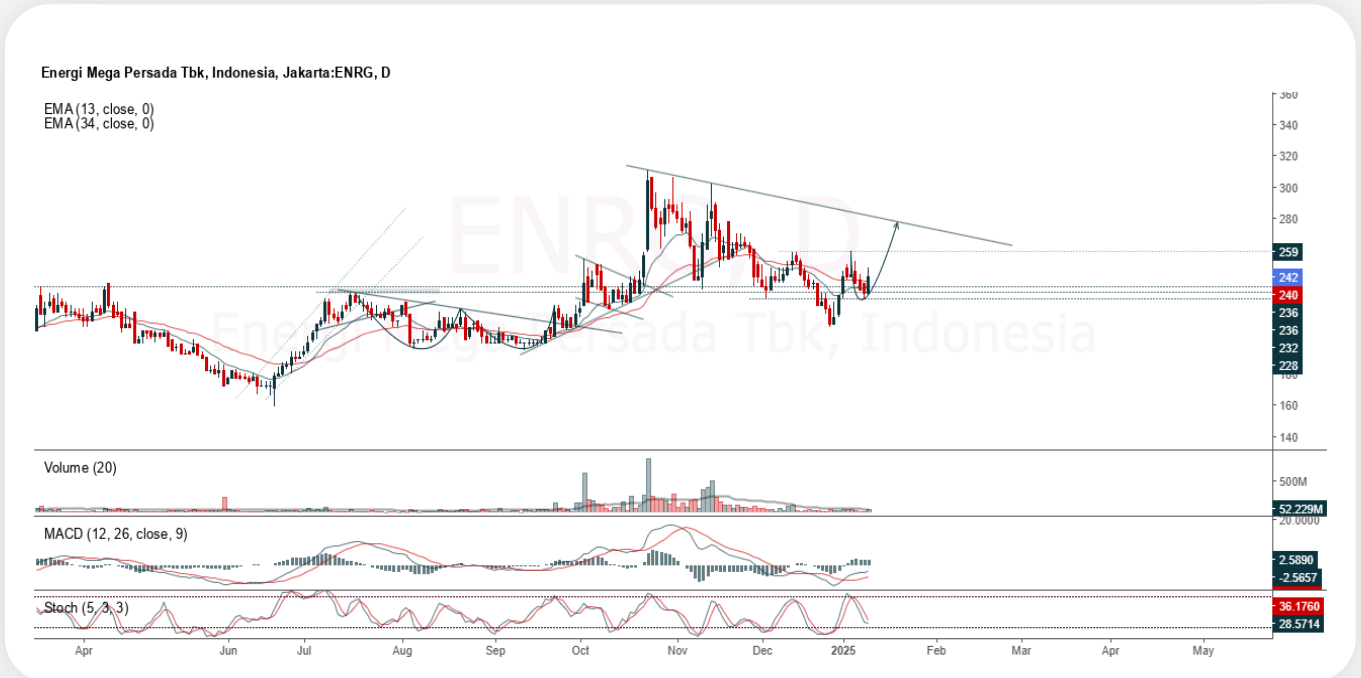 Energi Mega Persada Tbk, Indonesia, Jakarta:ENRG, D
EMA (13, close, 0)
EMA (34, close, 0)
ENRG, D
Energi Mega Persada Tbk, Indonesia
360
340
320
300
280
259
242
240
236
236
232
228
180
160
140
Volume (20)
500M
52.229M
MACD (12, 26, close, 9)
20.0000
2.5890
-2.5657
Stoch (5, 3, 3)
36.1760
28.5714
Apr Jun Jul Aug Sep Oct Nov Dec 2025 Feb Mar Apr May